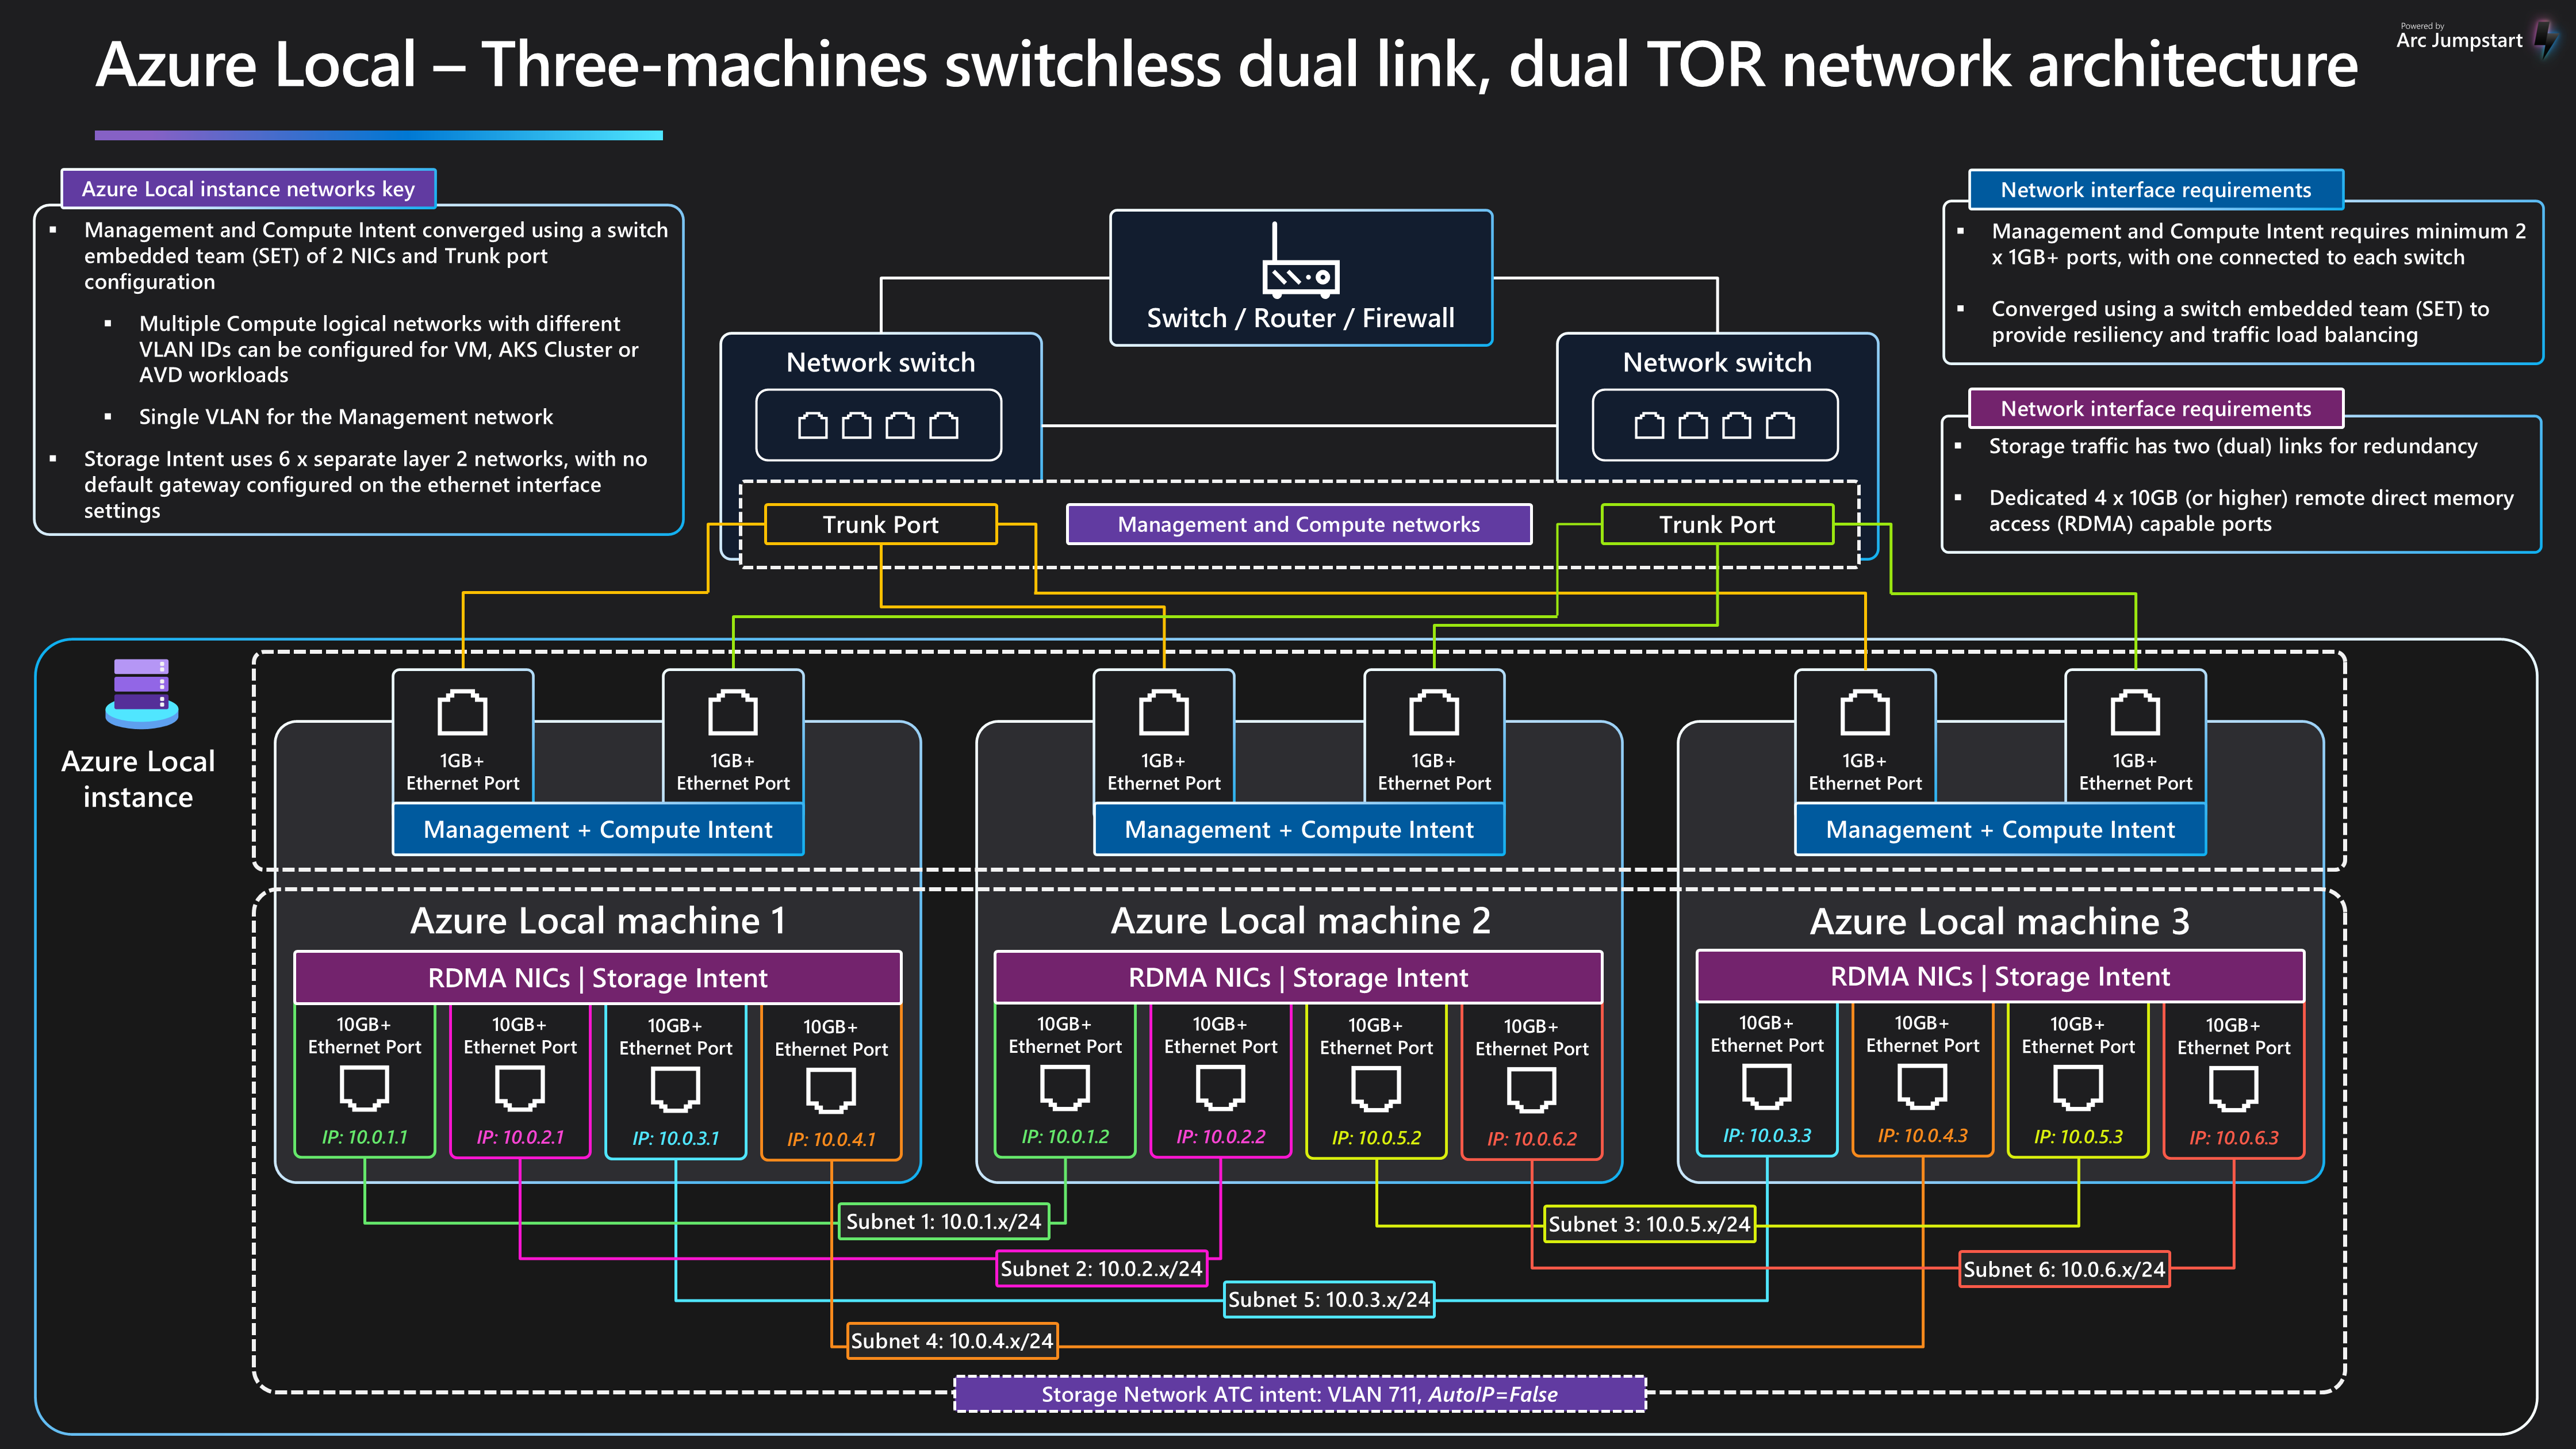 Powered by
Arc Jumpstart
Azure Local – Three-machines switchless dual link, dual TOR network architecture
Azure Local instance networks key
▪ Management and Compute Intent converged using a switch
embedded team (SET) of 2 NICs and Trunk port
configuration
▪ Multiple Compute logical networks with different
VLAN IDs can be configured for VM, AKS Cluster or
AVD workloads
▪ Single VLAN for the Management network
▪ Storage Intent uses 6 x separate layer 2 networks, with no
default gateway configured on the ethernet interface
settings
Switch / Router / Firewall
Network switch
Network switch
Network interface requirements
▪ Management and Compute Intent requires minimum 2
x 1GB+ ports, with one connected to each switch
▪ Converged using a switch embedded team (SET) to
provide resiliency and traffic load balancing
Network interface requirements
▪ Storage traffic has two (dual) links for redundancy
▪ Dedicated 4 x 10GB (or higher) remote direct memory
access (RDMA) capable ports
Trunk Port
Management and Compute networks
Trunk Port
Azure Local
instance
1GB+
Ethernet Port
1GB+
Ethernet Port
Management + Compute Intent
1GB+
Ethernet Port
1GB+
Ethernet Port
Management + Compute Intent
1GB+
Ethernet Port
1GB+
Ethernet Port
Management + Compute Intent
Azure Local machine 1
RDMA NICs | Storage Intent
10GB+
Ethernet Port
IP: 10.0.1.1
10GB+
Ethernet Port
IP: 10.0.2.1
10GB+
Ethernet Port
IP: 10.0.3.1
10GB+
Ethernet Port
IP: 10.0.4.1
Azure Local machine 2
RDMA NICs | Storage Intent
10GB+
Ethernet Port
IP: 10.0.1.2
10GB+
Ethernet Port
IP: 10.0.2.2
10GB+
Ethernet Port
IP: 10.0.5.2
10GB+
Ethernet Port
IP: 10.0.6.2
Azure Local machine 3
RDMA NICs | Storage Intent
10GB+
Ethernet Port
IP: 10.0.3.3
10GB+
Ethernet Port
IP: 10.0.4.3
10GB+
Ethernet Port
IP: 10.0.5.3
10GB+
Ethernet Port
IP: 10.0.6.3
Subnet 1: 10.0.1.x/24
Subnet 3: 10.0.5.x/24
Subnet 2: 10.0.2.x/24
Subnet 6: 10.0.6.x/24
Subnet 5: 10.0.3.x/24
Subnet 4: 10.0.4.x/24
Storage Network ATC intent: VLAN 711, AutoIP=False